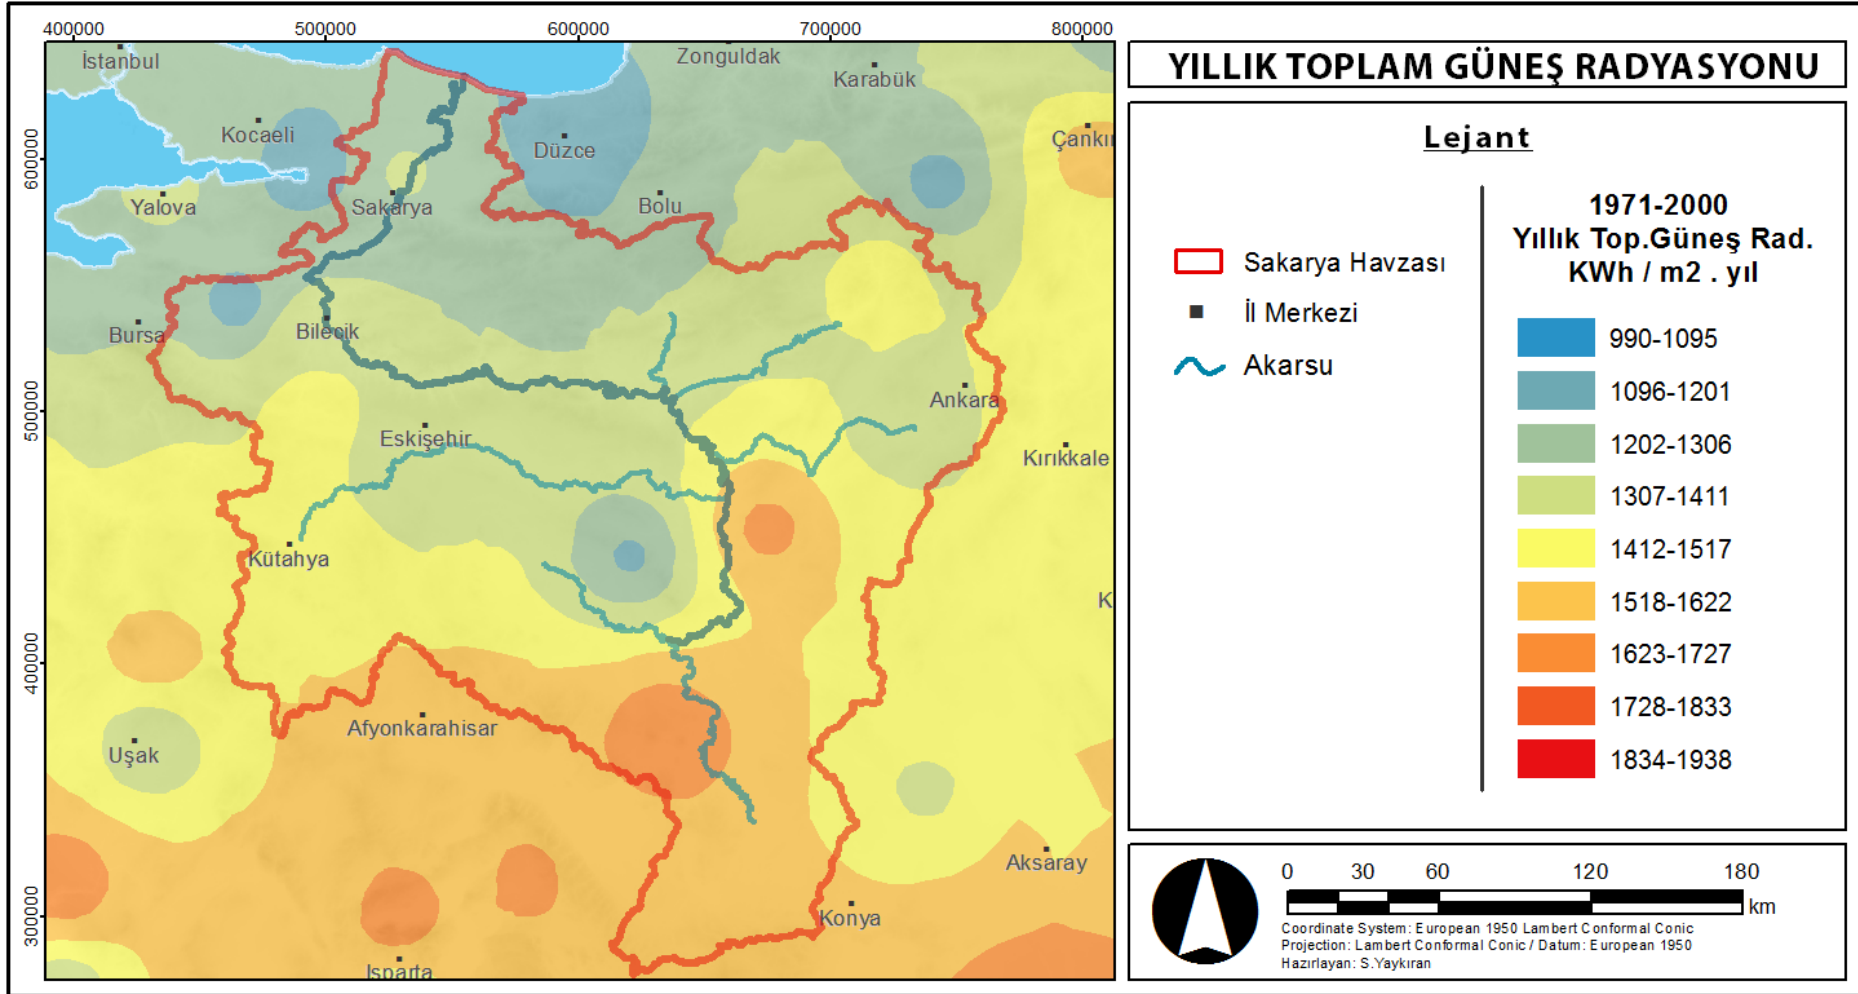 400000 500000 600000 700000 800000
İstanbul
Zonguldak
Karabük
Kocaeli
Düzce
Çankır
600000
Yalova
Sakarya
Bolu
Bursa
Bilecik
Ankara
500000
Eskişehir
Kırıkkale
Kütahya
K
400000
Afyonkarahisar
Uşak
Aksaray
300000
Konya
Isparta
YILLIK TOPLAM GÜNEŞ RADYASYONU
Lejant
Sakarya Havzası
İl Merkezi
Akarsu
1971-2000
Yıllık Top.Güneş Rad.
KWh / m2 . yıl
990-1095
1096-1201
1202-1306
1307-1411
1412-1517
1518-1622
1623-1727
1728-1833
1834-1938
0 30 60 120 180
km
Coordinate System: European 1950 Lambert Conformal Conic
Projection: Lambert Conformal Conic / Datum: European 1950
Hazırlayan: S.Yaykıran